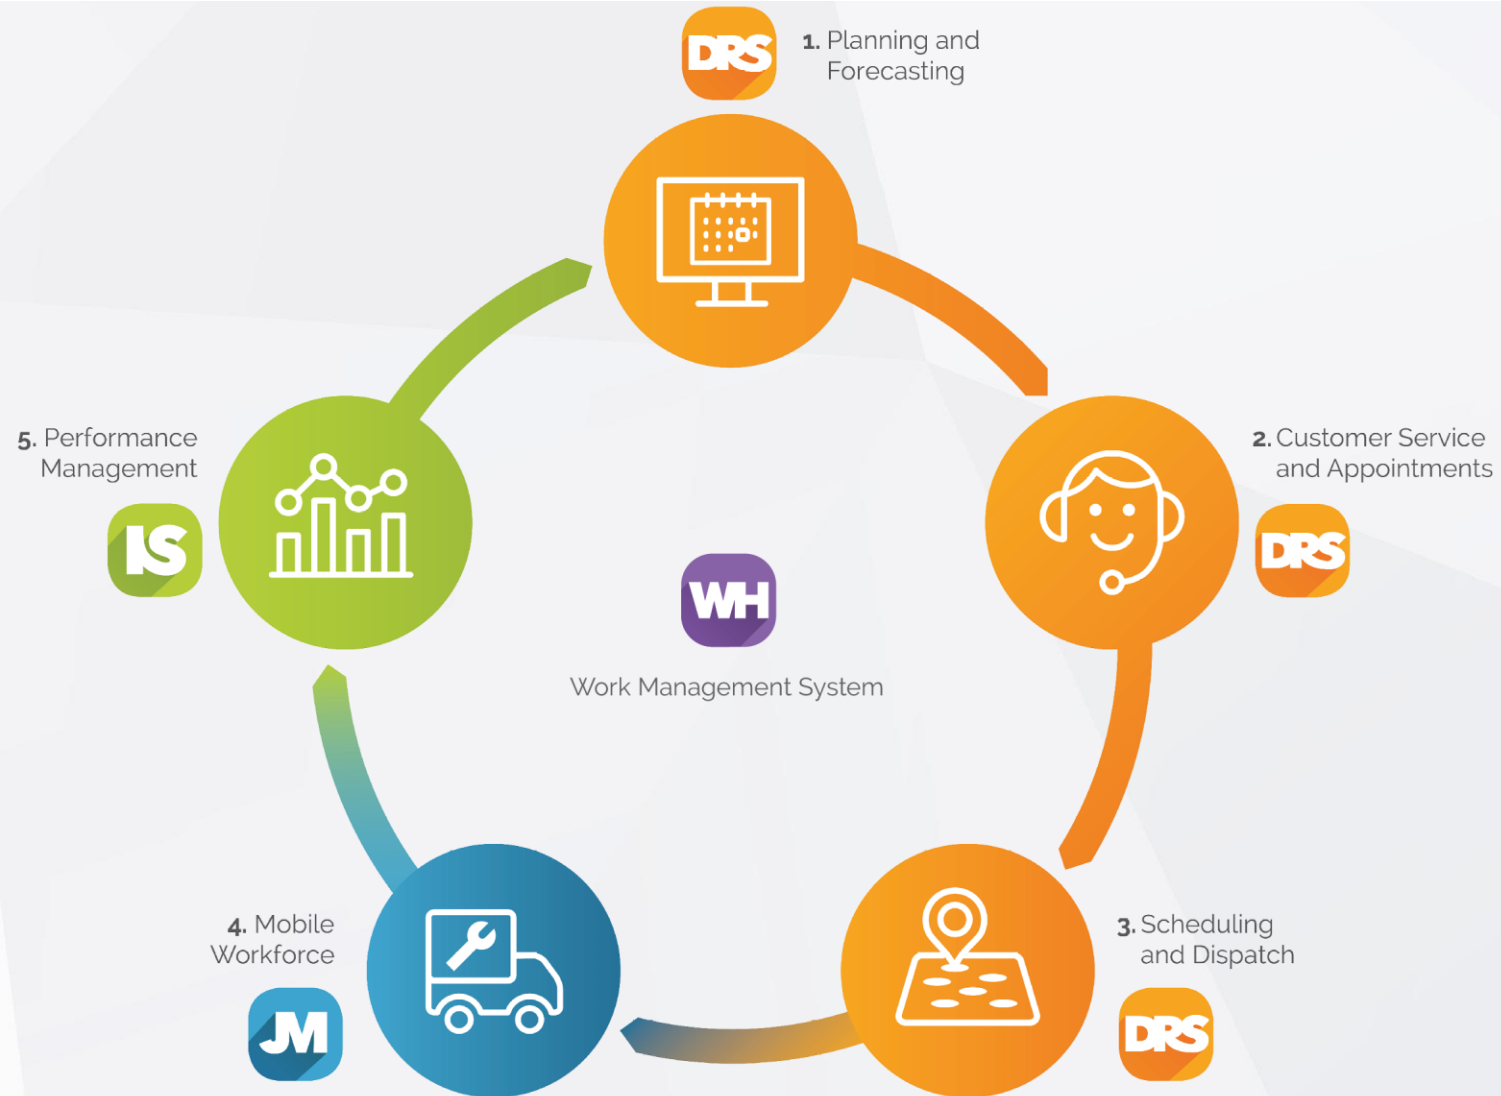 DRS
1. Planning and
Forecasting
2. Customer Service
and Appointments
DRS
3. Scheduling
and Dispatch
DRS
4. Mobile
Workforce
JM
5. Performance
Management
IS
WH
Work Management System